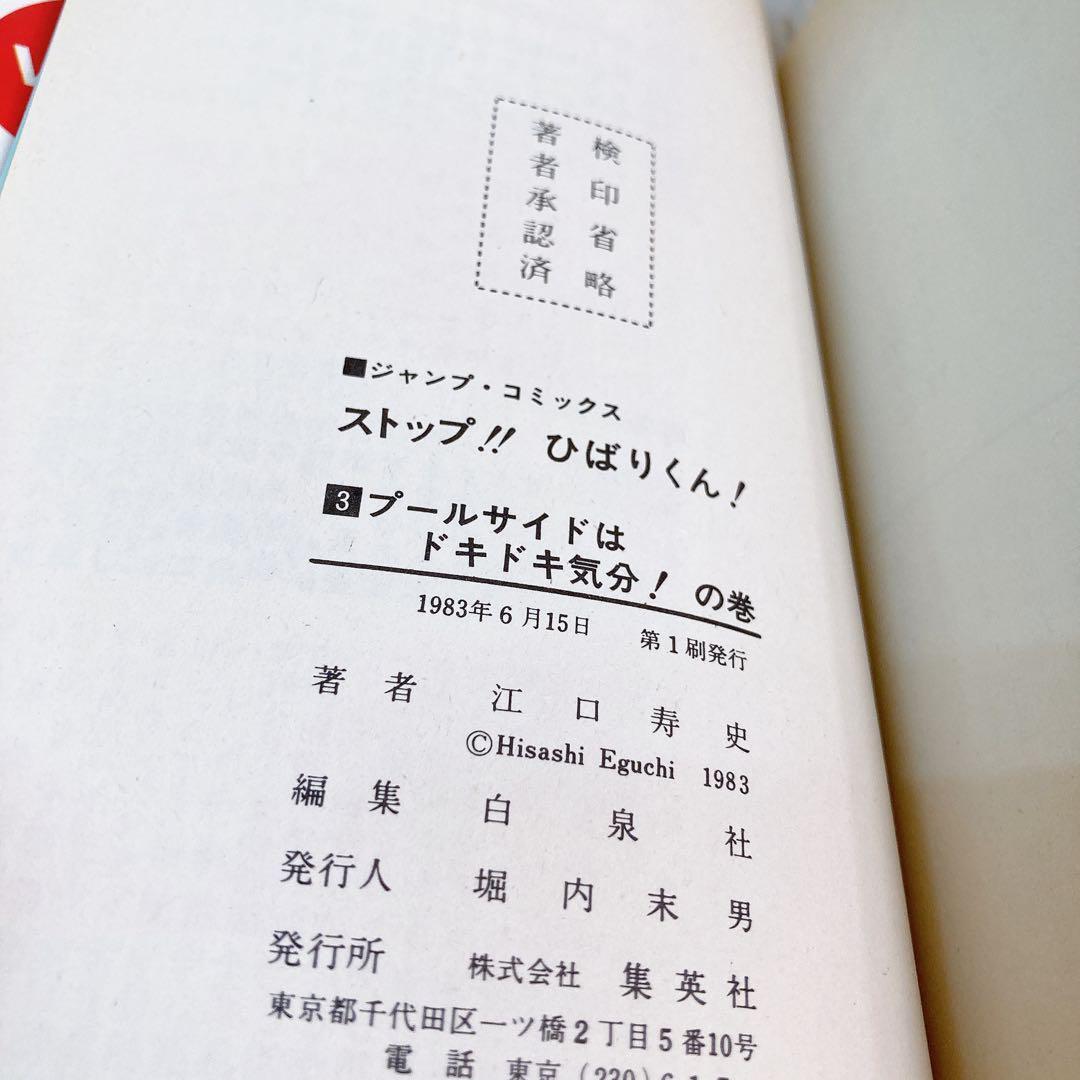 検印省略
著者承認済
■ジャンプ・コミックス
ストップ!! ひばりくん!
3 プールサイドは
ドキドキ気分! の巻
1983年6月15日 第1刷発行
著者 江口寿史
©Hisashi Eguchi 1983
編集 白泉社
発行人 堀内末男
発行所 株式会社 集英社
東京都千代田区一ツ橋2丁目5番10号
電話 東京(230)